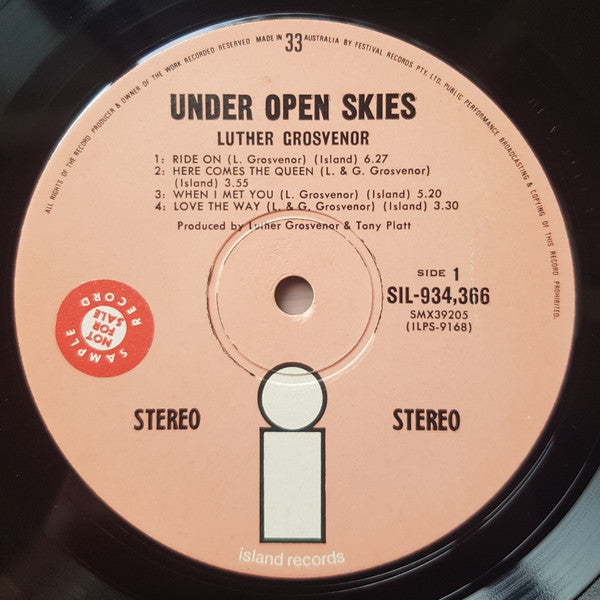 ALL RIGHTS OF THE RECORD PRODUCER & OWNER OF THE WORK RECORDED RESERVED MADE IN 33 AUSTRALIA BY FESTIVAL RECORDS PTY. LTD. PUBLIC PERFORMANCE, BROADCASTING & COPYING OF THIS RECORD PROHIBITED.
UNDER OPEN SKIES
LUTHER GROSVENOR
1: RIDE ON (L. Grosvenor) (Island) 6.27
2: HERE COMES THE QUEEN (L. & G. Grosvenor)
(Island) 3.55
3: WHEN I MET YOU (L. Grosvenor) (Island) 5.20
4: LOVE THE WAY (L. & G. Grosvenor) (Island) 3.30
Produced by Luther Grosvenor & Tony Platt
SIDE 1
SIL-934,366
SMX39205
(ILPS-9168)
SAMPLE
NOT
FOR
SALE
RECORD
STEREO
STEREO
island records